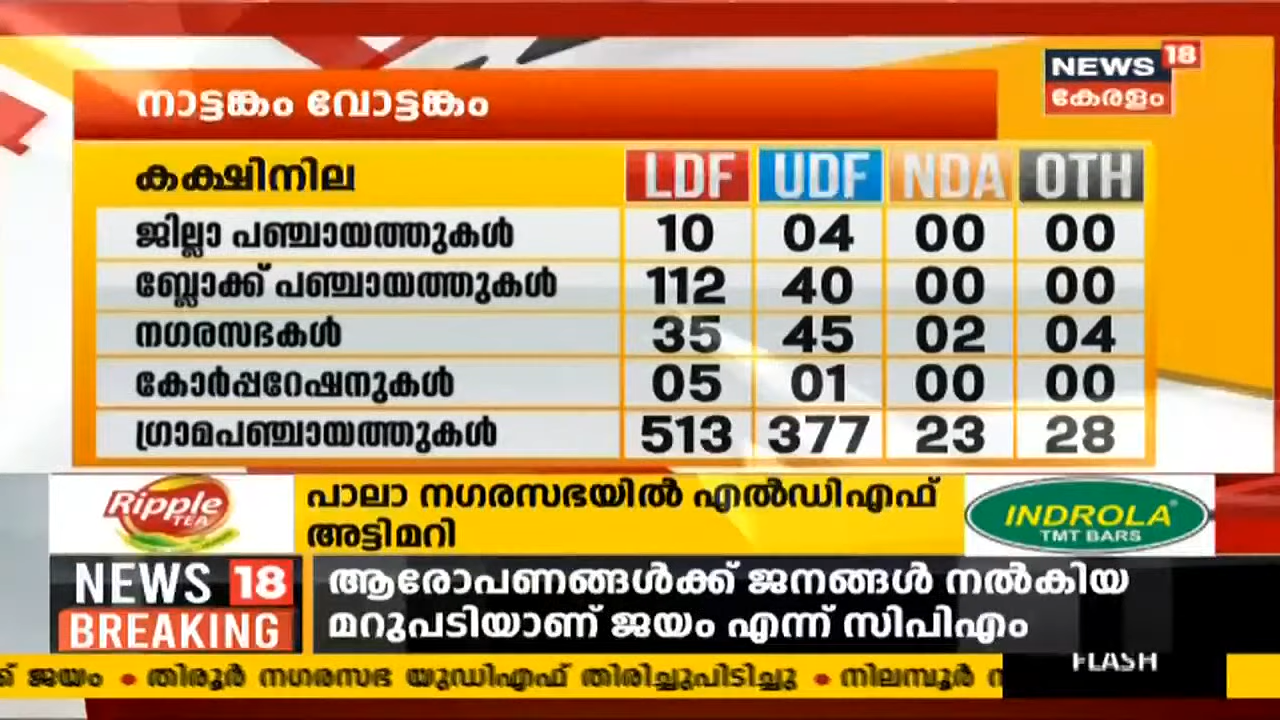 നാട്ടങ്കം വോട്ടങ്കം
NEWS 18
കേരളം
കക്ഷിനില LDF UDF NDA OTH
ജില്ലാ പഞ്ചായത്തുകൾ 10 04 00 00
ബ്ലോക്ക് പഞ്ചായത്തുകൾ 112 40 00 00
നഗരസഭകൾ 35 45 02 04
കോർപ്പറേഷനുകൾ 05 01 00 00
ഗ്രാമപഞ്ചായത്തുകൾ 513 377 23 28
Ripple
TEA
പാലാ നഗരസഭയിൽ എൽഡിഎഫ്
അട്ടിമറി
INDROLA
TMT BARS
NEWS 18
BREAKING
ആരോപണങ്ങൾക്ക് ജനങ്ങൾ നൽകിയ
മറുപടിയാണ് ജയം എന്ന് സിപിഎം
ജയം • തിരൂർ നഗരസഭ യുഡിഎഫ് തിരിച്ചുപിടിച്ചു • നിലമ്പൂർ
FLASH